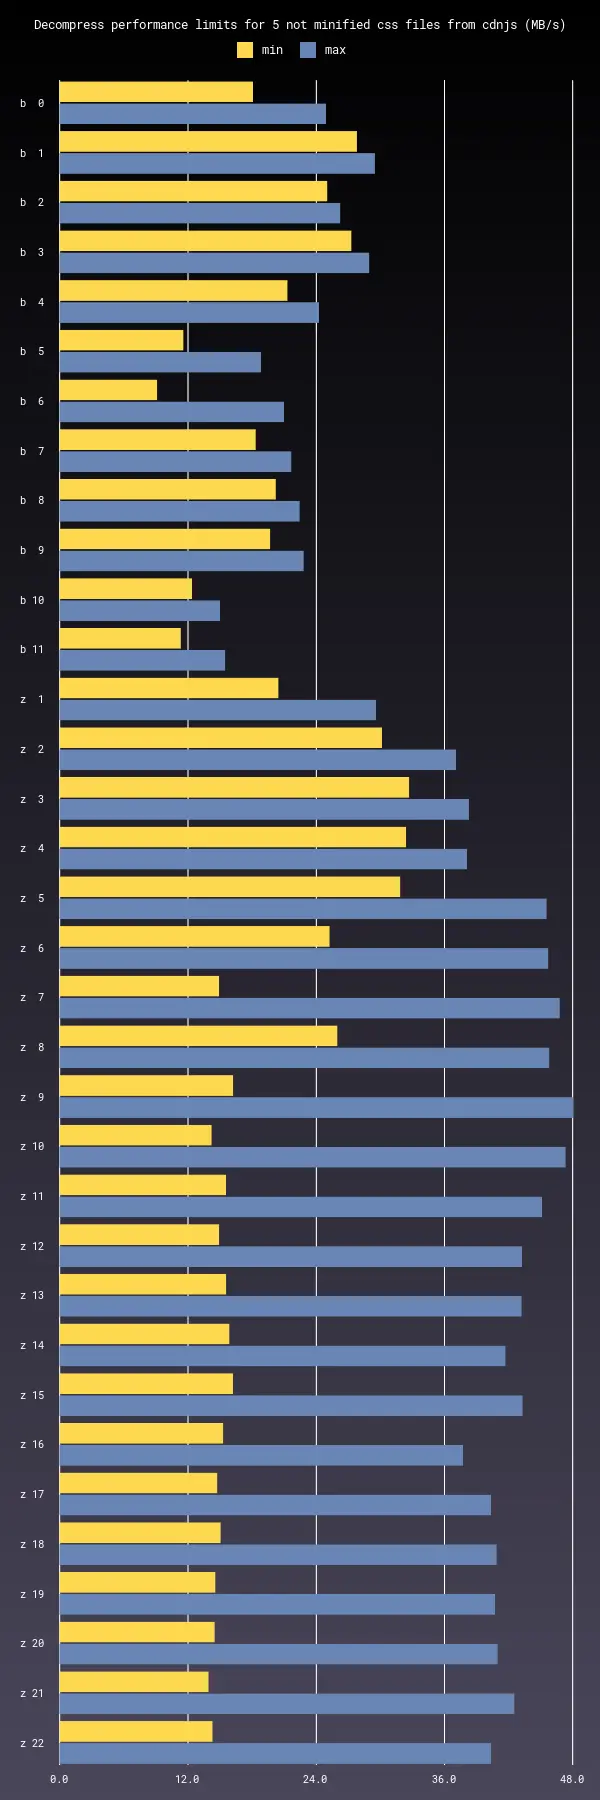 Decompress performance limits for 5 not minified css files from cdnjs (MB/s)
min max
b 0
b 1
b 2
b 3
b 4
b 5
b 6
b 7
b 8
b 9
b 10
b 11
z 1
z 2
z 3
z 4
z 5
z 6
z 7
z 8
z 9
z 10
z 11
z 12
z 13
z 14
z 15
z 16
z 17
z 18
z 19
z 20
z 21
z 22
0.0 12.0 24.0 36.0 48.0